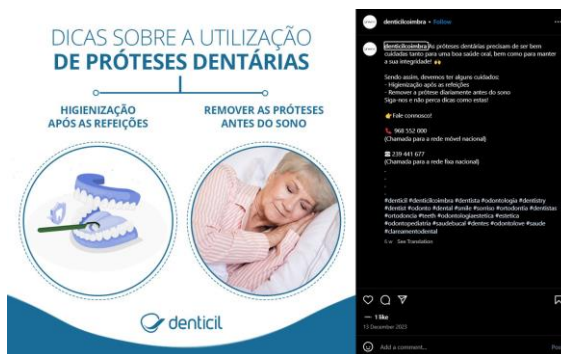 DICAS SOBRE A UTILIZAÇÃO
DE PRÓTESES DENTÁRIAS
HIGIENIZAÇÃO
APÓS AS REFEIÇÕES
REMOVER AS PRÓTESES
ANTES DO SONO
denticil
denticilcoimbra • Follow
denticilcoimbra As próteses dentárias precisam de ser bem
cuidadas tanto para uma boa saúde oral, bem como para manter
a sua integridade! 🙌
Sendo assim, devemos ter alguns cuidados:
- Higienização após as refeições
- Remover a prótese diariamente antes do sono
Siga-nos e não perca dicas como estas!
👉 Fale connosco!
📞 968 552 000
(Chamada para a rede móvel nacional)
☎ 239 441 677
(Chamada para a rede fixa nacional)
.
.
.
.
#denticil #denticilcoimbra #dentista #odontologia #dentistry
#dentist #odonto #dental #smile #sorriso #ortodontia #dentistas
#ortodoncia #teeth #odontologiaestetica #estetica
#odontopediatria #saudebucal #dentes #odontolove #saude
#clareamentodental
6 w See Translation
1 like
13 December 2023
Add a comment...